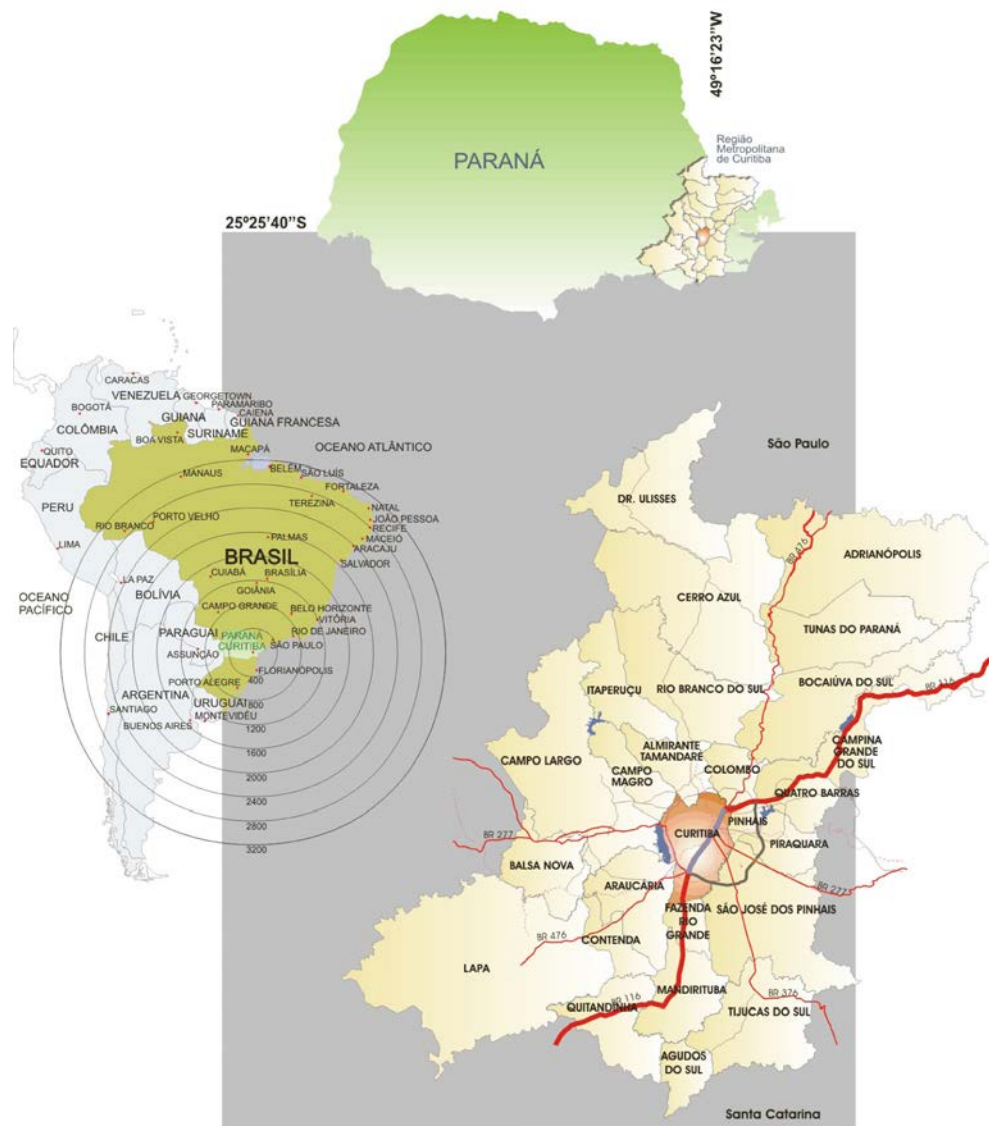 49º16'23"W
Região
Metropolitana
de Curitiba
PARANÁ
25º25'40"S
CARACAS
VENEZUELA
GEORGETOWN
PARAMARIBO
CAIENA
BOGOTÁ
GUIANA
GUIANA FRANCESA
COLÔMBIA
SURINAME
BOA VISTA
OCEANO ATLÂNTICO
QUITO
EQUADOR
MACAPÁ
MANAUS
BELÉM
SÃO LUÍS
FORTALEZA
TEREZINA
PERU
NATAL
JOÃO PESSOA
RECIFE
RIO BRANCO
PORTO VELHO
MACEIÓ
PALMAS
ARACAJU
LIMA
BRASIL
SALVADOR
CUIABÁ
BRASÍLIA
LA PAZ
GOIÂNIA
BOLÍVIA
OCEANO
PACÍFICO
CAMPO GRANDE
BELO HORIZONTE
VITÓRIA
CHILE
PARAGUAI
PARANÁ
RIO DE JANEIRO
CURITIBA
SÃO PAULO
ASSUNÇÃO
FLORIANÓPOLIS
PORTO ALEGRE
400
ARGENTINA
URUGUAI
SANTIAGO
800
BUENOS AIRES
MONTEVIDÉU
1200
1600
2000
2400
2800
3200
São Paulo
DR. ULISSES
BR 476
ADRIANÓPOLIS
CERRO AZUL
TUNAS DO PARANÁ
BOCAIÚVA DO SUL
BR 116
ITAPERUÇU
RIO BRANCO DO SUL
CAMPINA
GRANDE
DO SUL
ALMIRANTE
TAMANDARÉ
CAMPO LARGO
CAMPO
MAGRO
COLOMBO
QUATRO BARRAS
PINHAIS
CURITIBA
BR 277
PIRAQUARA
BALSA NOVA
ARAUCÁRIA
BR 277
FAZENDA
RIO
GRANDE
SÃO JOSÉ DOS PINHAIS
BR 476
CONTENDA
LAPA
MANDIRITUBA
BR 376
QUITANDINHA
BR 116
TIJUCAS DO SUL
AGUDOS
DO SUL
Santa Catarina